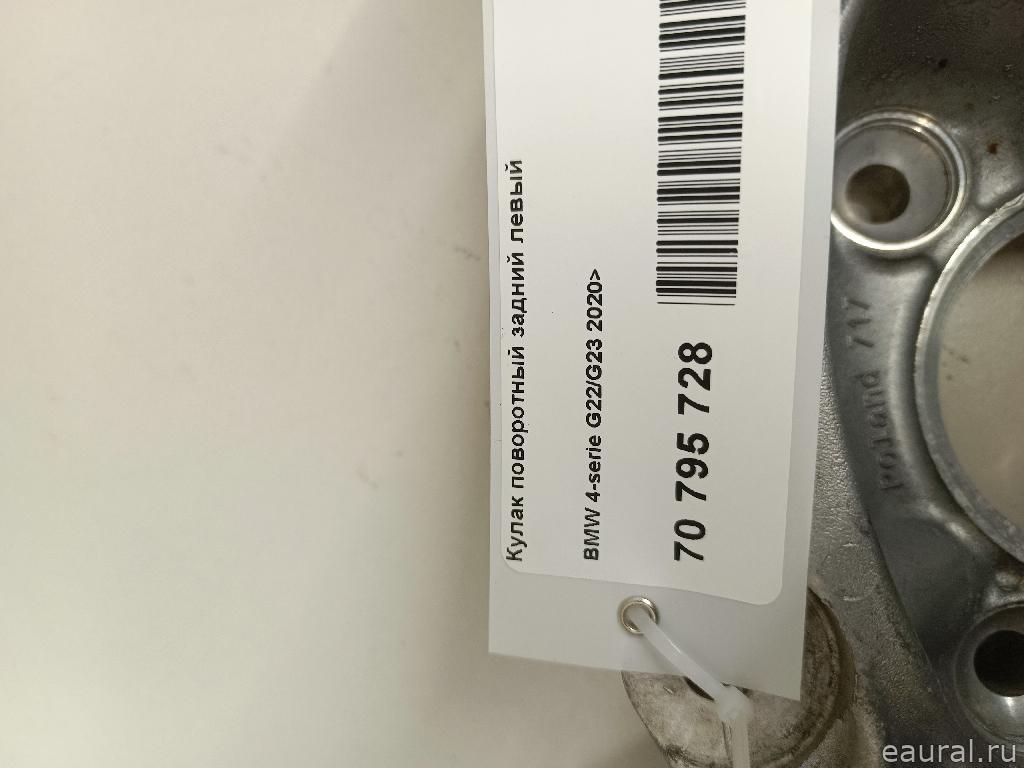 Кулак поворотный задний левый
BMW 4-serie G22/G23 2020>
70 795 728
Poland 717
eaural.ru